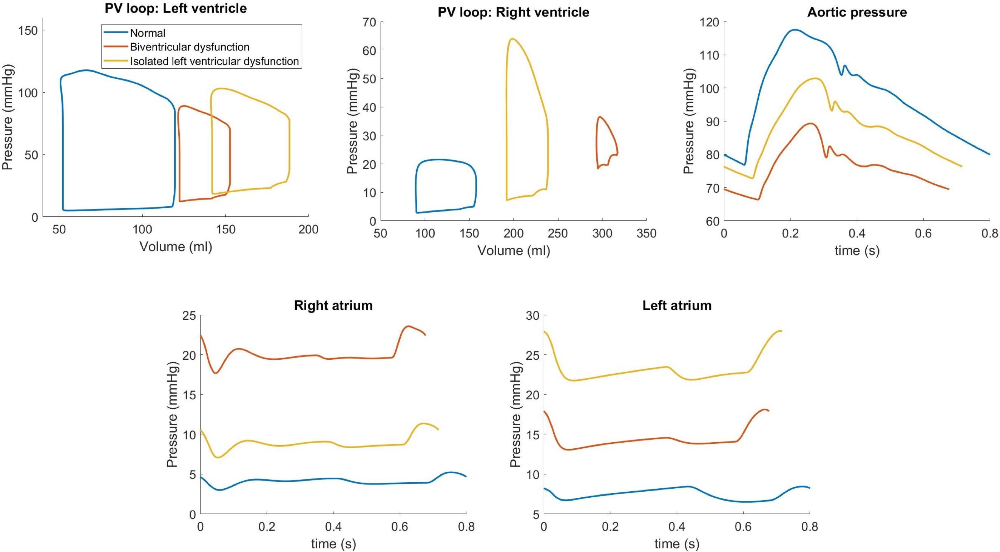 PV loop: Left ventricle
Pressure (mmHg)
150
100
50
0
Normal
Biventricular dysfunction
Isolated left ventricular dysfunction
50 100 150 200
Volume (ml)
PV loop: Right ventricle
Pressure (mmHg)
70
60
50
40
30
20
10
0
50 100 150 200 250 300 350
Volume (ml)
Aortic pressure
Pressure (mmHg)
120
110
100
90
80
70
60
0 0.2 0.4 0.6 0.8
time (s)
Right atrium
Pressure (mmHg)
25
20
15
10
5
0
0 0.2 0.4 0.6 0.8
time (s)
Left atrium
Pressure (mmHg)
30
25
20
15
10
5
0 0.2 0.4 0.6 0.8
time (s)